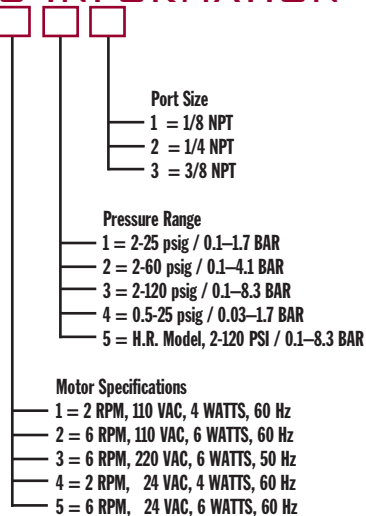 INFORMATION
Port Size
1 = 1/8 NPT
2 = 1/4 NPT
3 = 3/8 NPT
Pressure Range
1 = 2-25 psig / 0.1–1.7 BAR
2 = 2-60 psig / 0.1–4.1 BAR
3 = 2-120 psig / 0.1–8.3 BAR
4 = 0.5-25 psig / 0.03–1.7 BAR
5 = H.R. Model, 2-120 PSI / 0.1–8.3 BAR
Motor Specifications
1 = 2 RPM, 110 VAC, 4 WATTS, 60 Hz
2 = 6 RPM, 110 VAC, 6 WATTS, 60 Hz
3 = 6 RPM, 220 VAC, 6 WATTS, 50 Hz
4 = 2 RPM, 24 VAC, 4 WATTS, 60 Hz
5 = 6 RPM, 24 VAC, 6 WATTS, 60 Hz